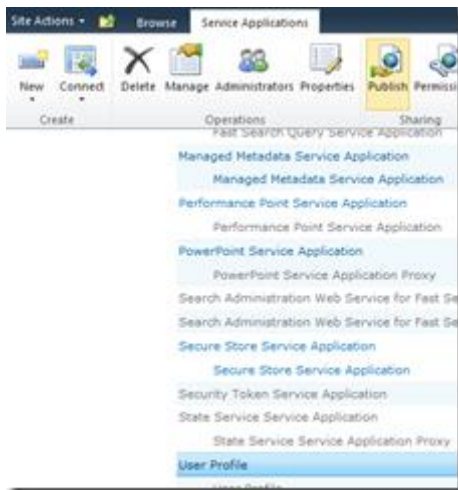 Site Actions Browse Service Applications
New Connect Delete Manage Administrators Properties Publish Permissi
Create Operations Sharing
Fast Search Query Service Application
Managed Metadata Service Application
Managed Metadata Service Application
Performance Point Service Application
Performance Point Service Application
PowerPoint Service Application
PowerPoint Service Application Proxy
Search Administration Web Service for Fast Se
Search Administration Web Service for Fast Se
Secure Store Service Application
Secure Store Service Application
Security Token Service Application
State Service Service Application
State Service Service Application Proxy
User Profile
User Profile